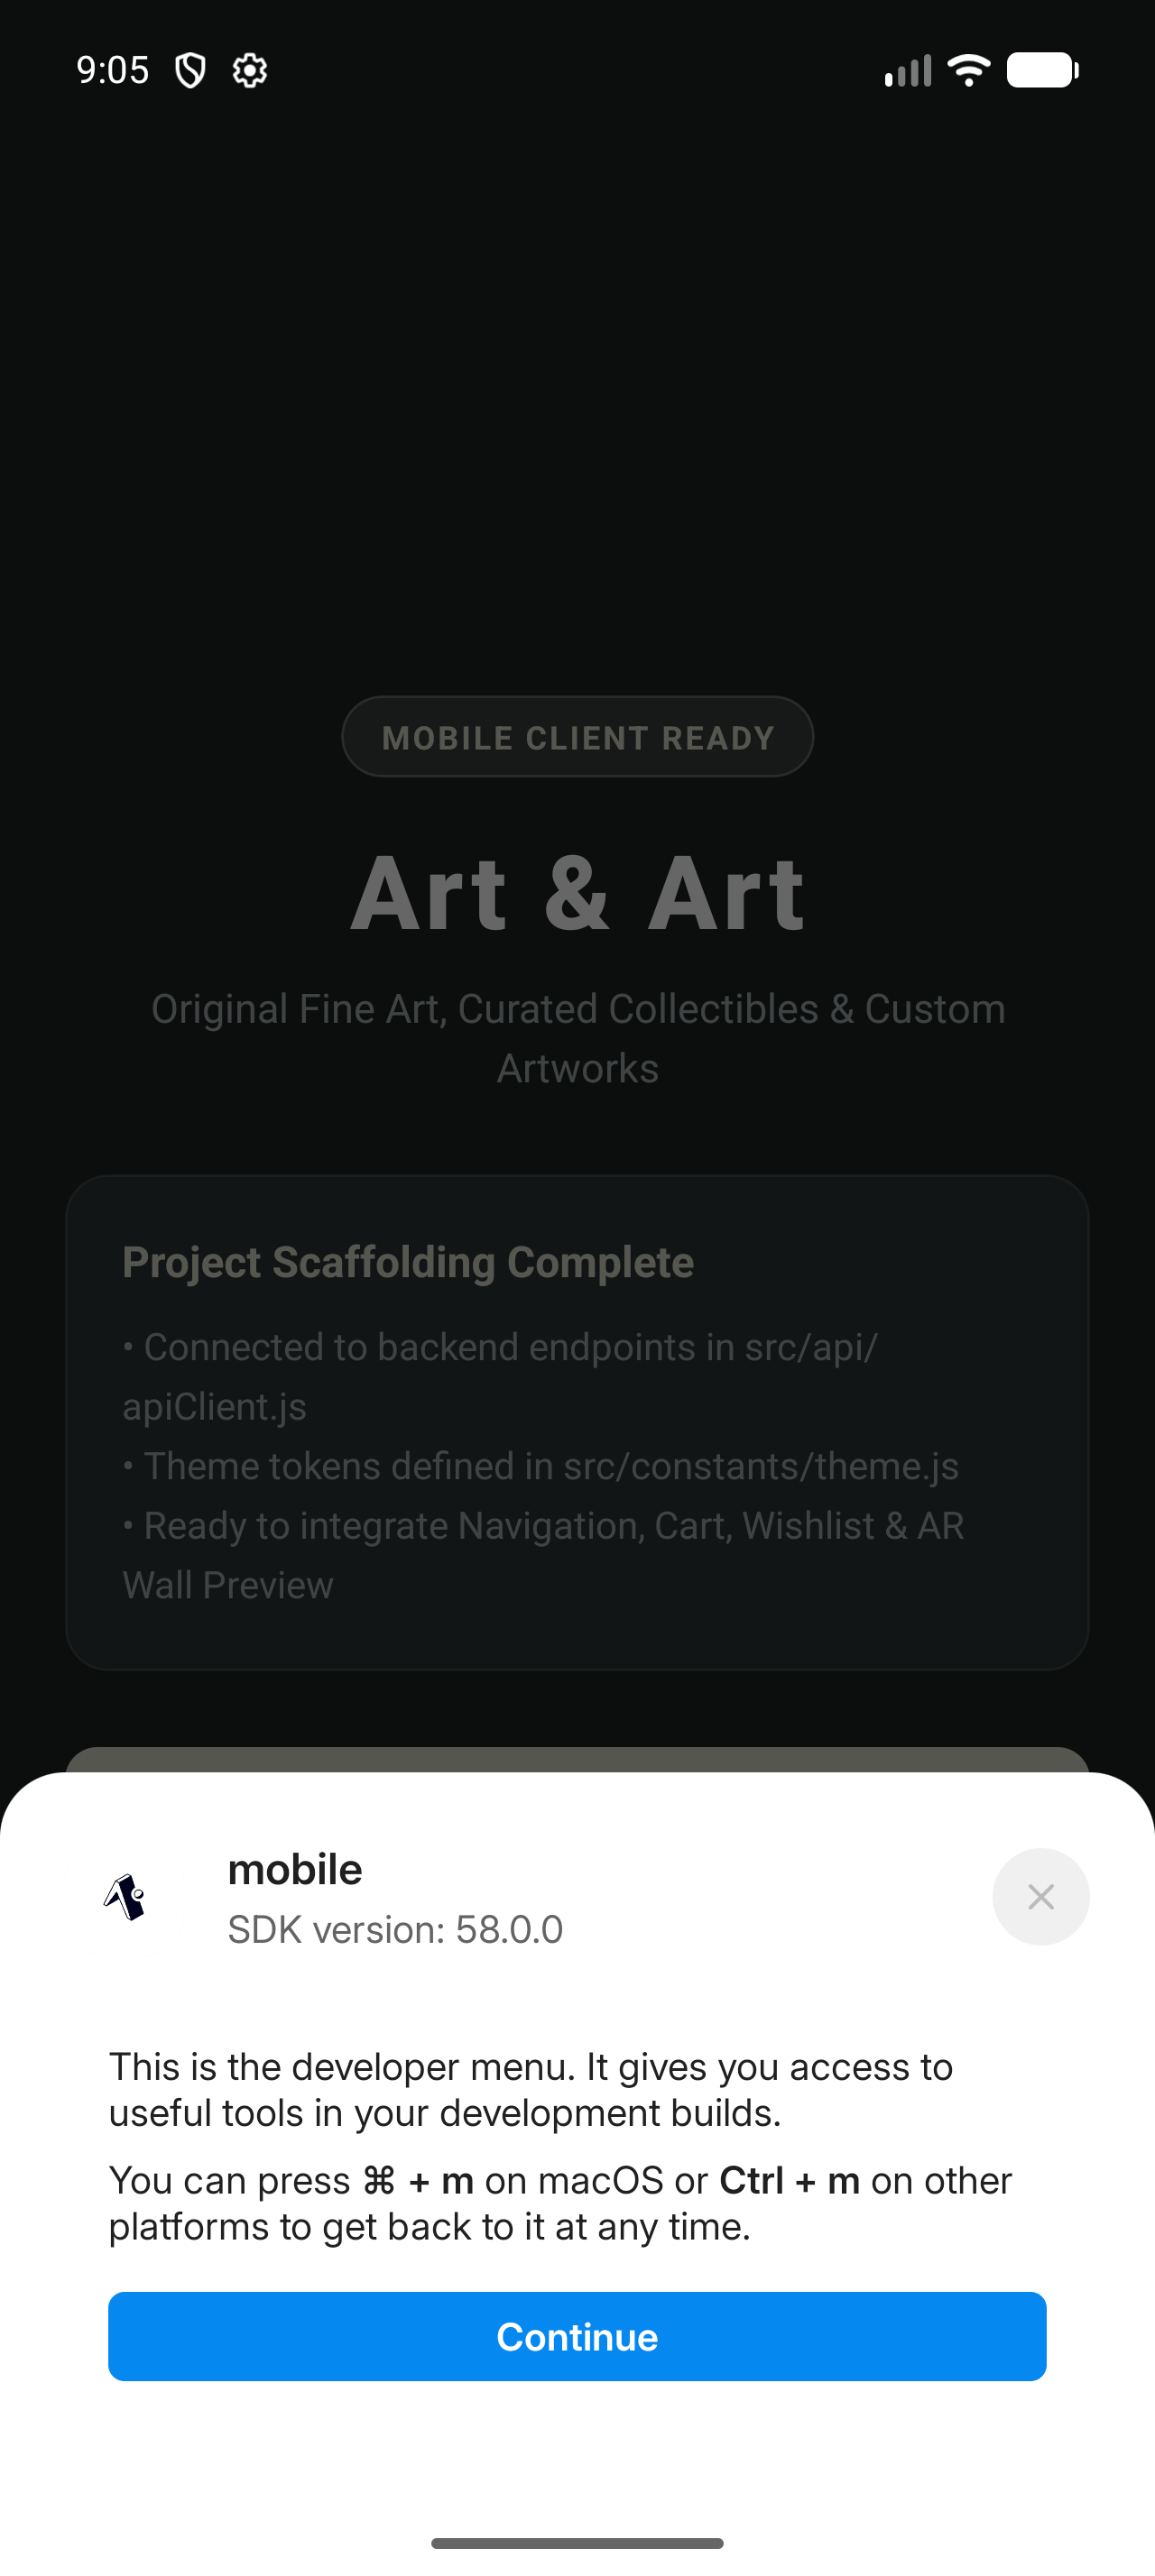 9:05
MOBILE CLIENT READY
Art & Art
Original Fine Art, Curated Collectibles & Custom
Artworks
Project Scaffolding Complete
• Connected to backend endpoints in src/api/
apiClient.js
• Theme tokens defined in src/constants/theme.js
• Ready to integrate Navigation, Cart, Wishlist & AR
Wall Preview
mobile
SDK version: 58.0.0
This is the developer menu. It gives you access to
useful tools in your development builds.
You can press ⌘ + m on macOS or Ctrl + m on other
platforms to get back to it at any time.
Continue